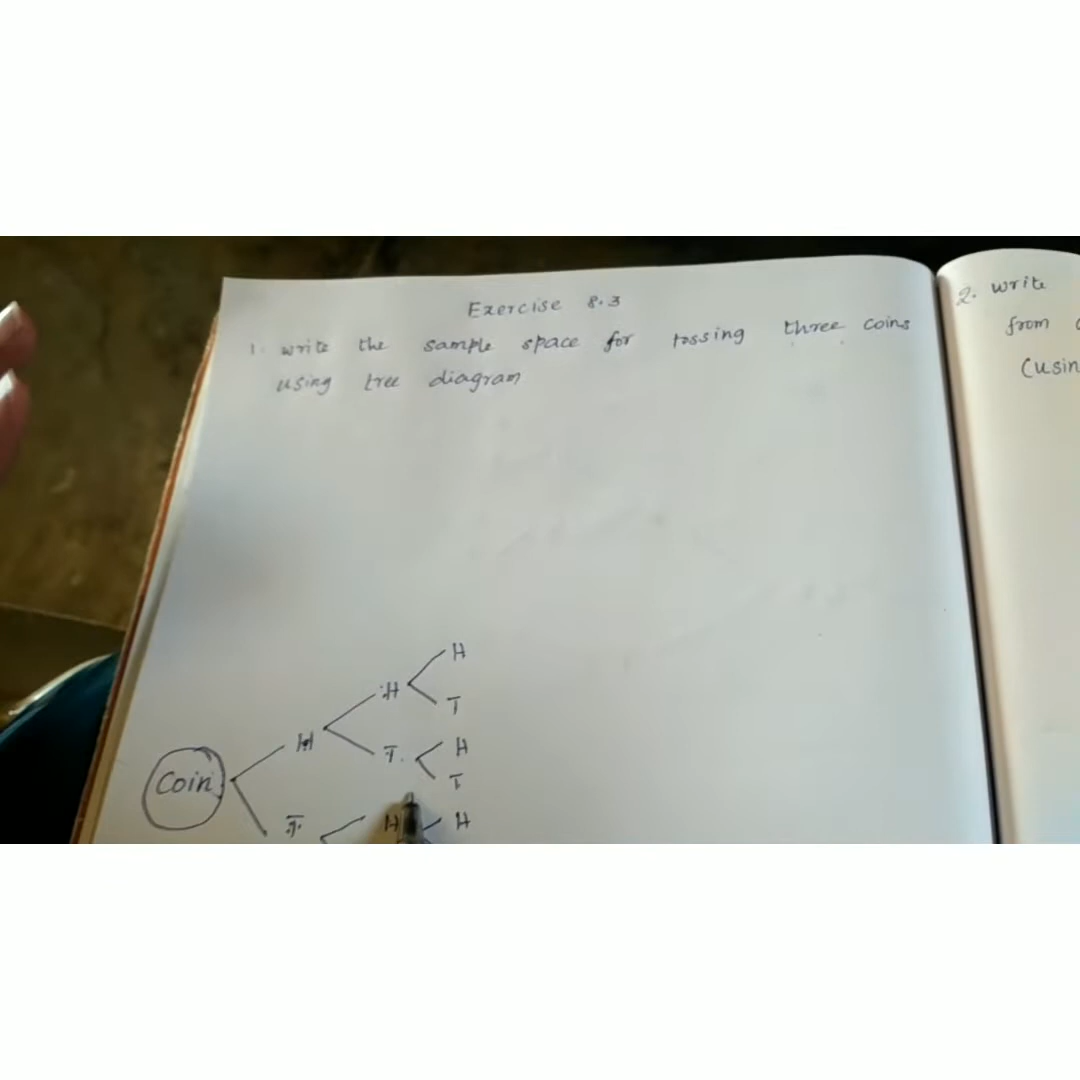 Exercise 8.3
1. write the sample space for tossing three coins
using tree diagram
2. write
from
(usin
H
H
T
H
T
H
T
Coin
T
H
H